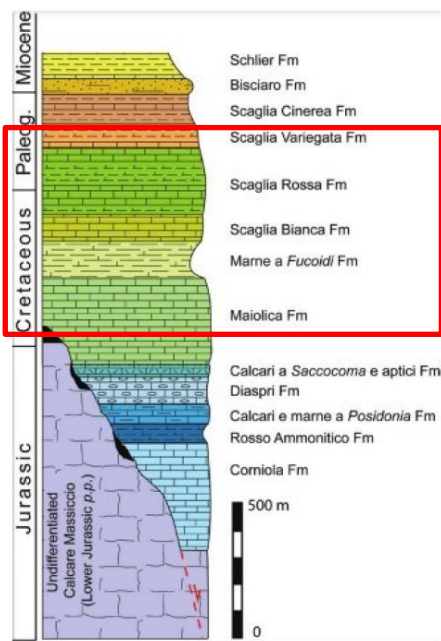 Miocene
Paleog.
Cretaceous
Jurassic
Schlier Fm
Bisciaro Fm
Scaglia Cinerea Fm
Scaglia Variegata Fm
Scaglia Rossa Fm
Scaglia Bianca Fm
Marne a Fucoidi Fm
Maiolica Fm
Calcari a Saccocoma e aptici Fm
Diaspri Fm
Calcari e marne a Posidonia Fm
Rosso Ammonitico Fm
Corniola Fm
Undifferentiated
Calcare Massiccio
(Lower Jurassic p.p.)
500 m
0